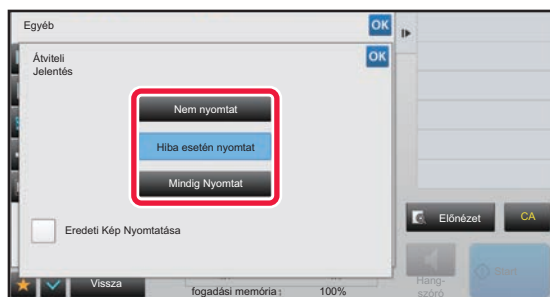 Egyéb
OK
Átviteli
Jelentés
OK
Nem nyomtat
Hiba esetén nyomtat
Mindig Nyomtat
Eredeti Kép Nyomtatása
Előnézet
CA
Vissza
fogadási memória : 100%
Hang-
szóró
Start